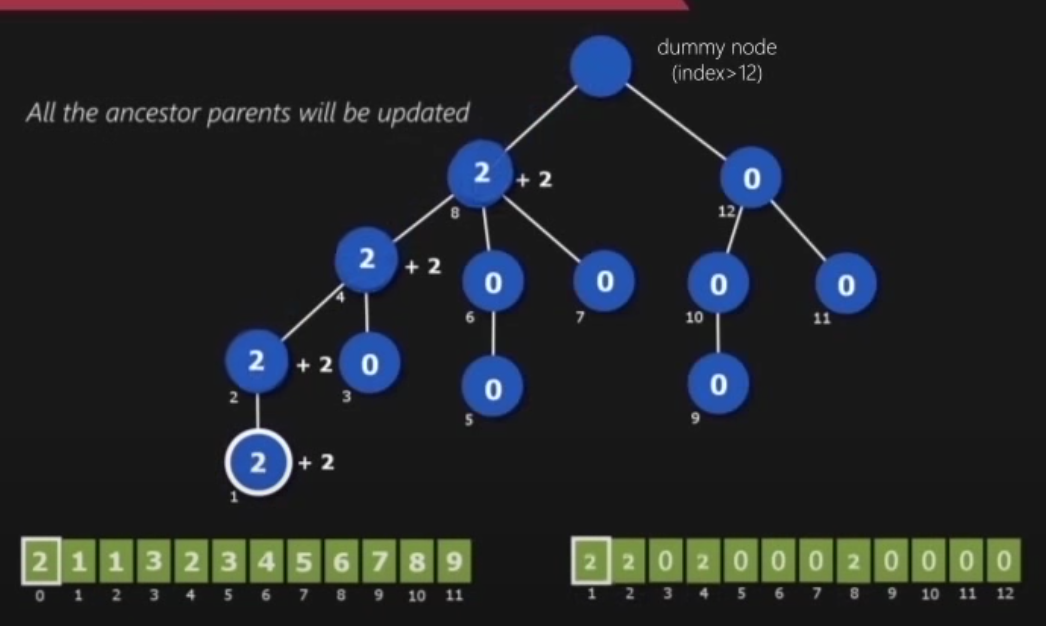 dummy node
(index>12)
All the ancestor parents will be updated
2 + 2
8
0
12
2 + 2
4
0
6
0
7
0
10
0
11
2 + 2
2
0
3
0
5
0
9
2 + 2
1
2 1 1 3 2 3 4 5 6 7 8 9
0 1 2 3 4 5 6 7 8 9 10 11
2 2 0 2 0 0 0 2 0 0 0 0
1 2 3 4 5 6 7 8 9 10 11 12